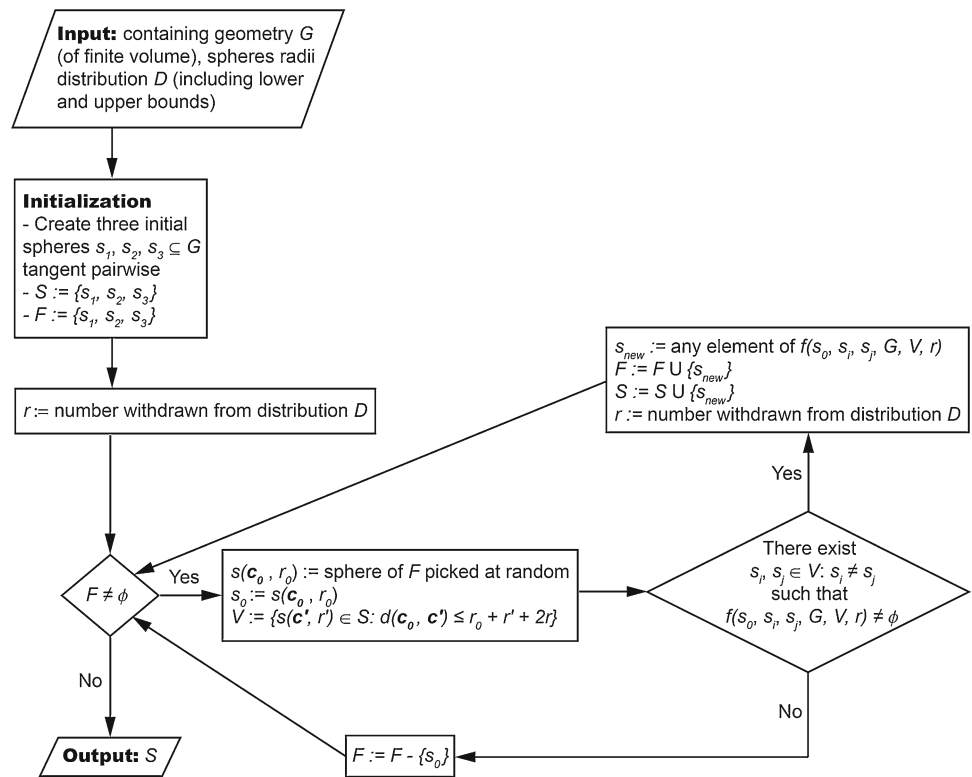 Input: containing geometry G
(of finite volume), spheres radii
distribution D (including lower
and upper bounds)
Initialization
- Create three initial
spheres s₁, s₂, s₃ ⊆ G
tangent pairwise
- S := {s₁, s₂, s₃}
- F := {s₁, s₂, s₃}
r := number withdrawn from distribution D
F ≠ ϕ
Yes
s(c₀ , r₀) := sphere of F picked at random
s₀ := s(c₀ , r₀)
V := {s(c', r') ∈ S: d(c₀ , c') ≤ r₀ + r' + 2r}
There exist
sᵢ, sⱼ ∈ V: sᵢ ≠ sⱼ
such that
f(s₀, sᵢ, sⱼ, G, V, r) ≠ ϕ
Yes
s_new := any element of f(s₀, sᵢ, sⱼ, G, V, r)
F := F U {s_new}
S := S U {s_new}
r := number withdrawn from distribution D
No
F := F - {s₀}
No
Output: S